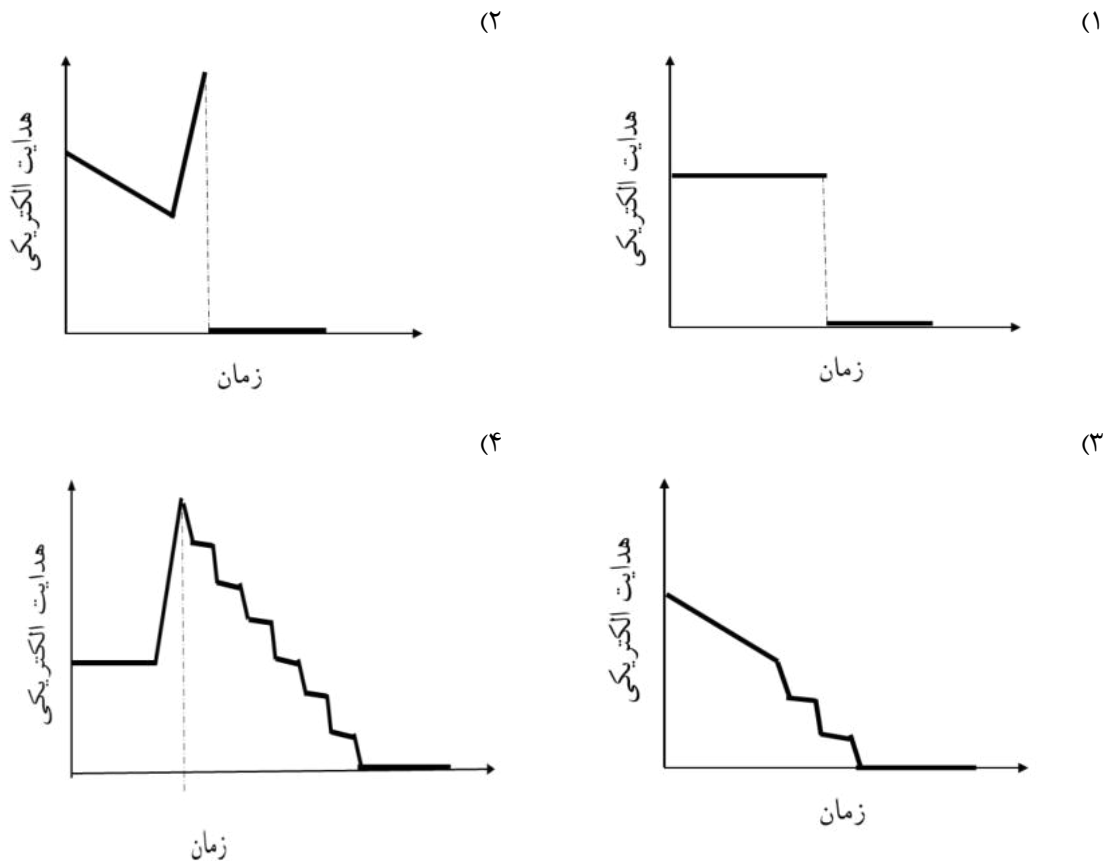 ۱)
هدایت الکتریکی
زمان
۲)
هدایت الکتریکی
زمان
۳)
هدایت الکتریکی
زمان
۴)
هدایت الکتریکی
زمان